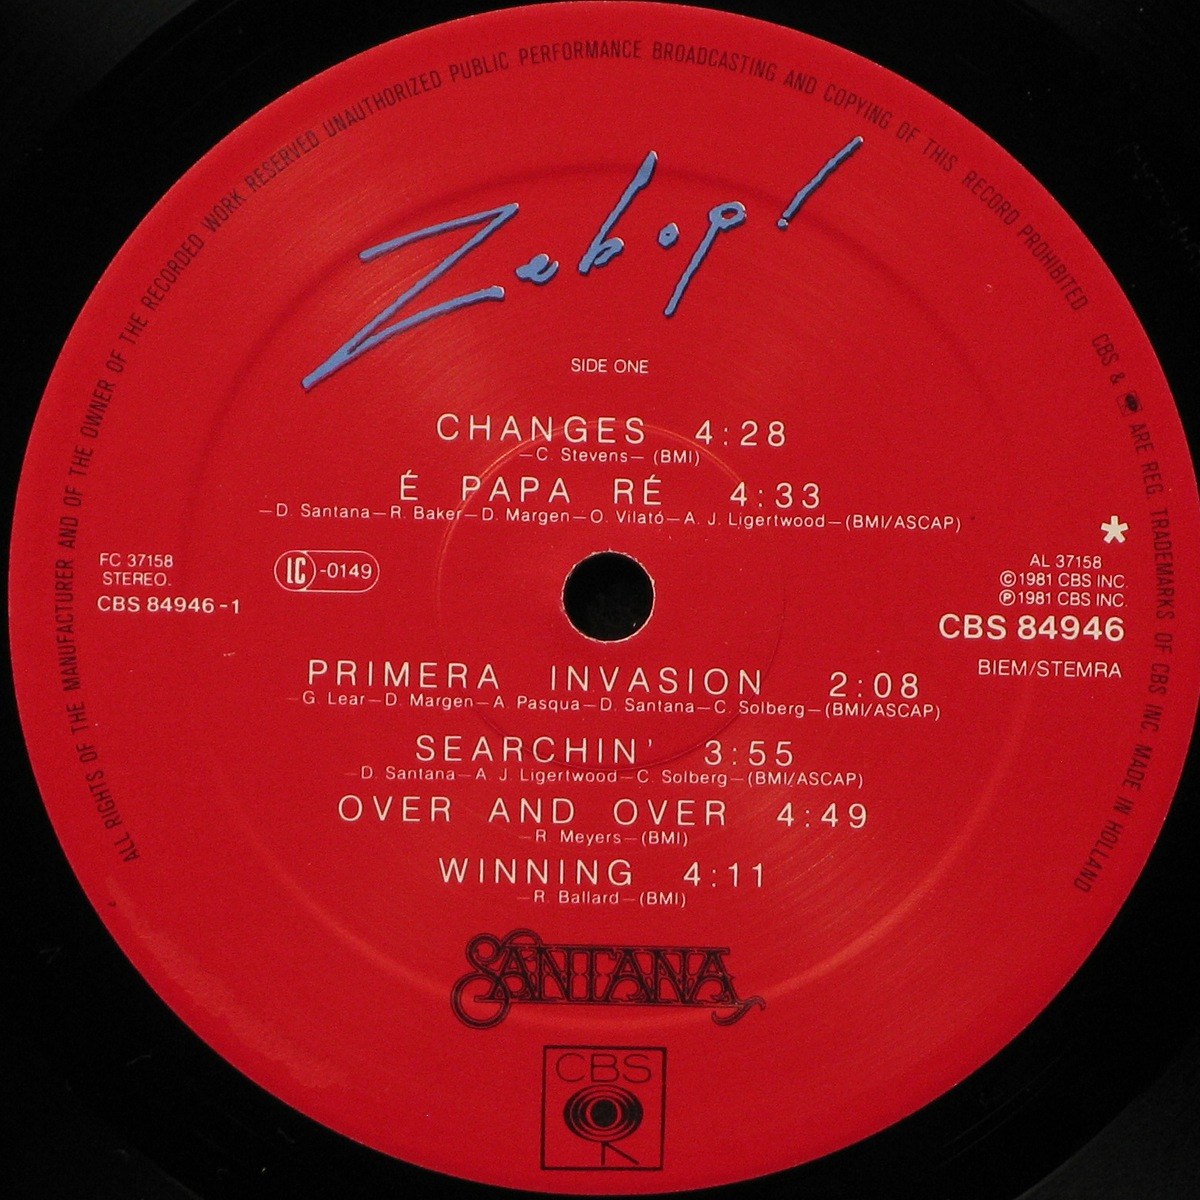 ALL RIGHTS OF THE MANUFACTURER AND OF THE OWNER OF THE RECORDED WORK RESERVED UNAUTHORIZED PUBLIC PERFORMANCE BROADCASTING AND COPYING OF THIS RECORD PROHIBITED CBS & ARE REG. TRADEMARKS OF CBS INC. MADE IN HOLLAND
Zebop!
SIDE ONE
CHANGES 4:28
—C. Stevens— (BMI)
É PAPA RÉ 4:33
—D. Santana—R. Baker—D. Margen—O. Vilató—A. J. Ligertwood—(BMI/ASCAP)
FC 37158
STEREO.
CBS 84946-1
LC -0149
*
AL 37158
©1981 CBS INC.
℗1981 CBS INC.
CBS 84946
BIEM/STEMRA
PRIMERA INVASION 2:08
—G. Lear—D. Margen—A. Pasqua—D. Santana—C. Solberg—(BMI/ASCAP)
SEARCHIN' 3:55
—D. Santana—A. J. Ligertwood—C. Solberg—(BMI/ASCAP)
OVER AND OVER 4:49
—R. Meyers—(BMI)
WINNING 4:11
—R. Ballard—(BMI)
SANTANA
CBS